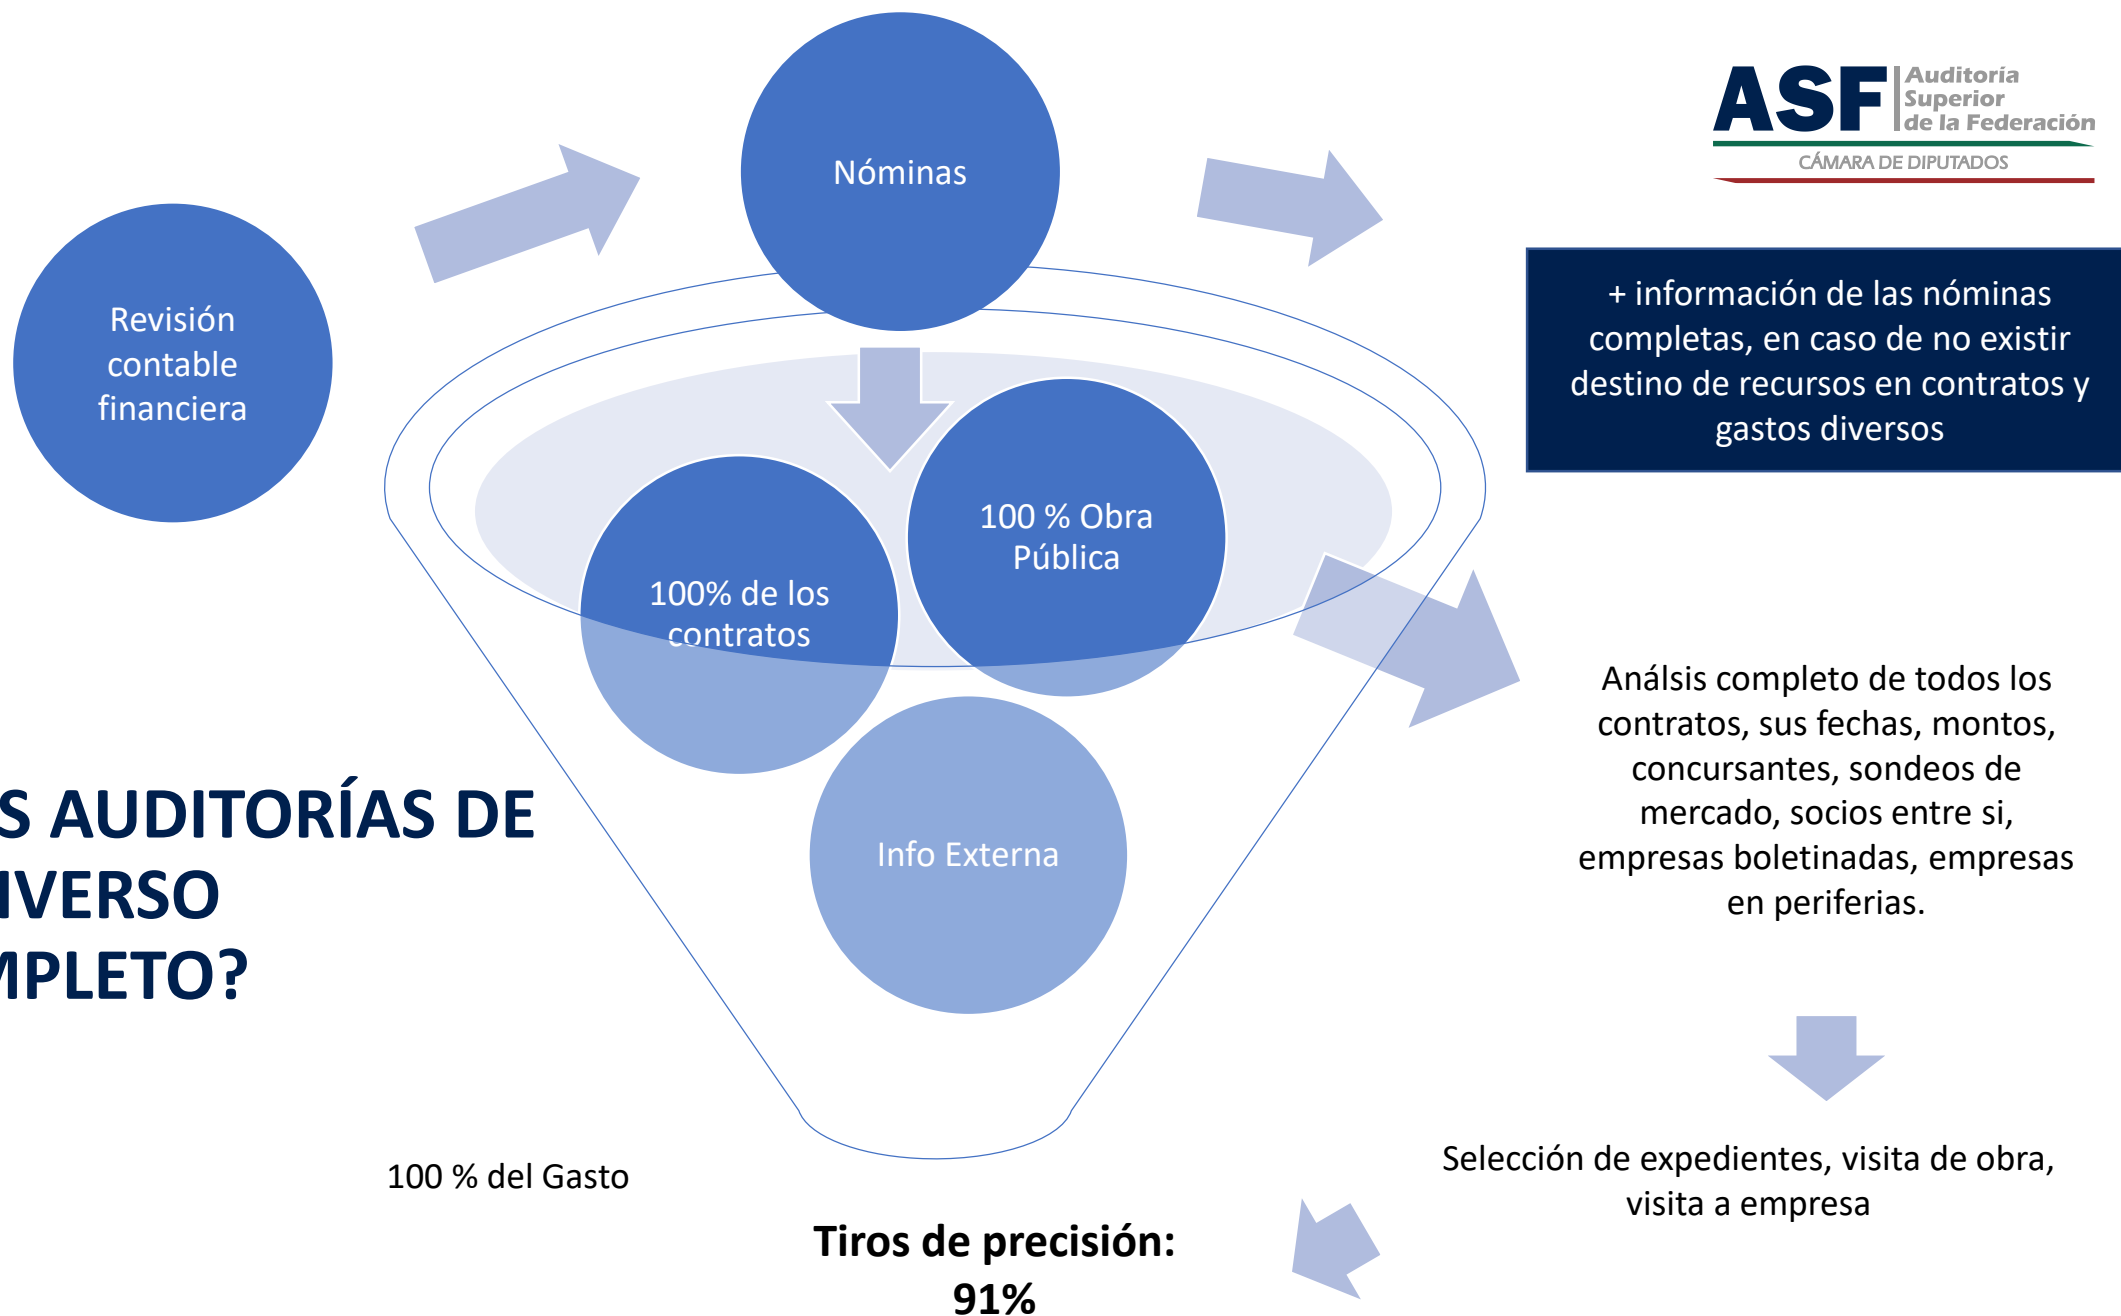 Nóminas
ASF
Auditoría
Superior
de la Federación
CÁMARA DE DIPUTADOS
Revisión
contable
financiera
+ información de las nóminas
completas, en caso de no existir
destino de recursos en contratos y
gastos diversos
100 % Obra
Pública
100% de los
contratos
Info Externa
Análsis completo de todos los
contratos, sus fechas, montos,
concursantes, sondeos de
mercado, socios entre si,
empresas boletinadas, empresas
en periferias.
S AUDITORÍAS DE
IVERSO
MPLETO?
100 % del Gasto
Selección de expedientes, visita de obra,
visita a empresa
Tiros de precisión:
91%